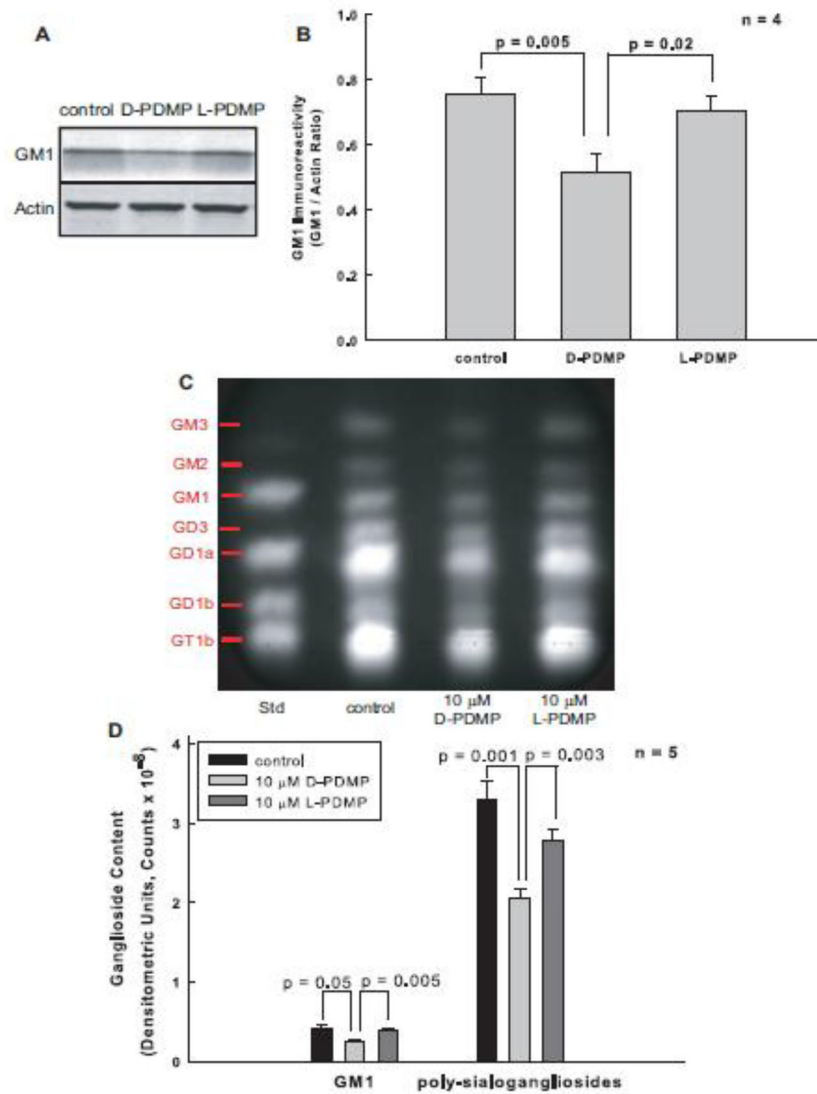 A
control D-PDMP L-PDMP
GM1
Actin
B
n = 4
p = 0.005
p = 0.02
1.0
0.8
0.6
0.4
0.2
0.0
GM1 Immunoreactivity
(GM1 / Actin Ratio)
control D-PDMP L-PDMP
C
GM3
GM2
GM1
GD3
GD1a
GD1b
GT1b
Std control 10 µM D-PDMP 10 µM L-PDMP
D
control
10 µM D-PDMP
10 µM L-PDMP
p = 0.001 p = 0.003 n = 5
4
3
2
1
0
Ganglioside Content
(Densitometric Units, Counts x 10-8)
p = 0.05 p = 0.005
GM1 poly-sialogangliosides